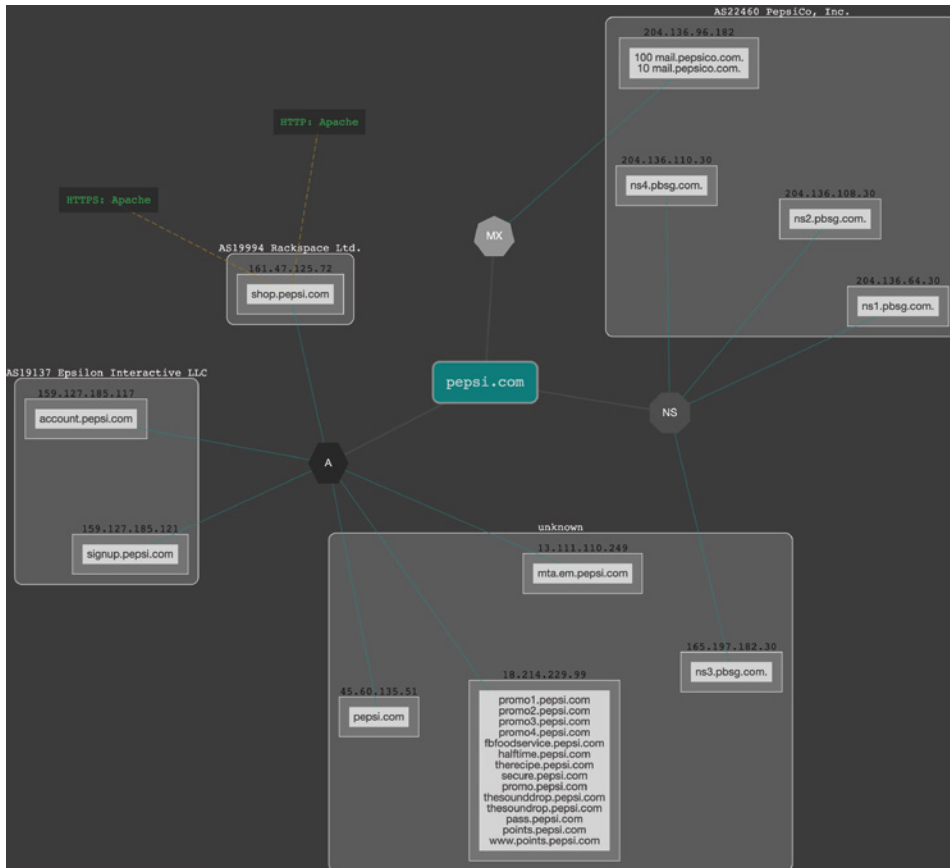 AS22460 PepsiCo, Inc.
204.136.96.182
100 mail.pepsico.com.
10 mail.pepsico.com.
HTTP: Apache
204.136.110.30
ns4.pbsg.com.
HTTPS: Apache
204.136.108.30
ns2.pbsg.com.
MX
AS19994 Rackspace Ltd.
161.47.125.72
shop.pepsi.com
204.136.64.30
ns1.pbsg.com.
pepsi.com
AS19137 Epsilon Interactive LLC
159.127.185.117
account.pepsi.com
NS
A
159.127.185.121
signup.pepsi.com
unknown
13.111.110.249
mta.em.pepsi.com
165.197.182.30
ns3.pbsg.com.
18.214.229.99
45.60.135.51
pepsi.com
promo1.pepsi.com
promo2.pepsi.com
promo3.pepsi.com
promo4.pepsi.com
fbfoodservice.pepsi.com
halftime.pepsi.com
therecipe.pepsi.com
secure.pepsi.com
promo.pepsi.com
thesounddrop.pepsi.com
thesoundrop.pepsi.com
pass.pepsi.com
points.pepsi.com
www.points.pepsi.com